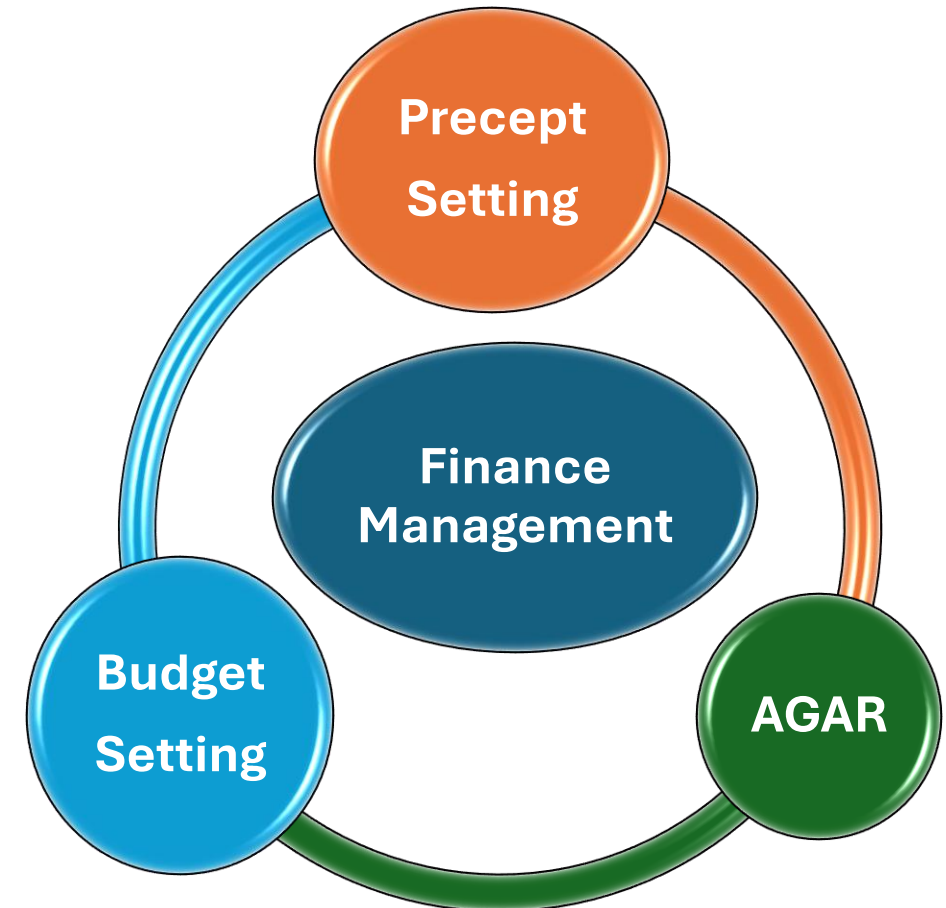 Precept
Setting
Finance
Management
Budget
Setting
AGAR